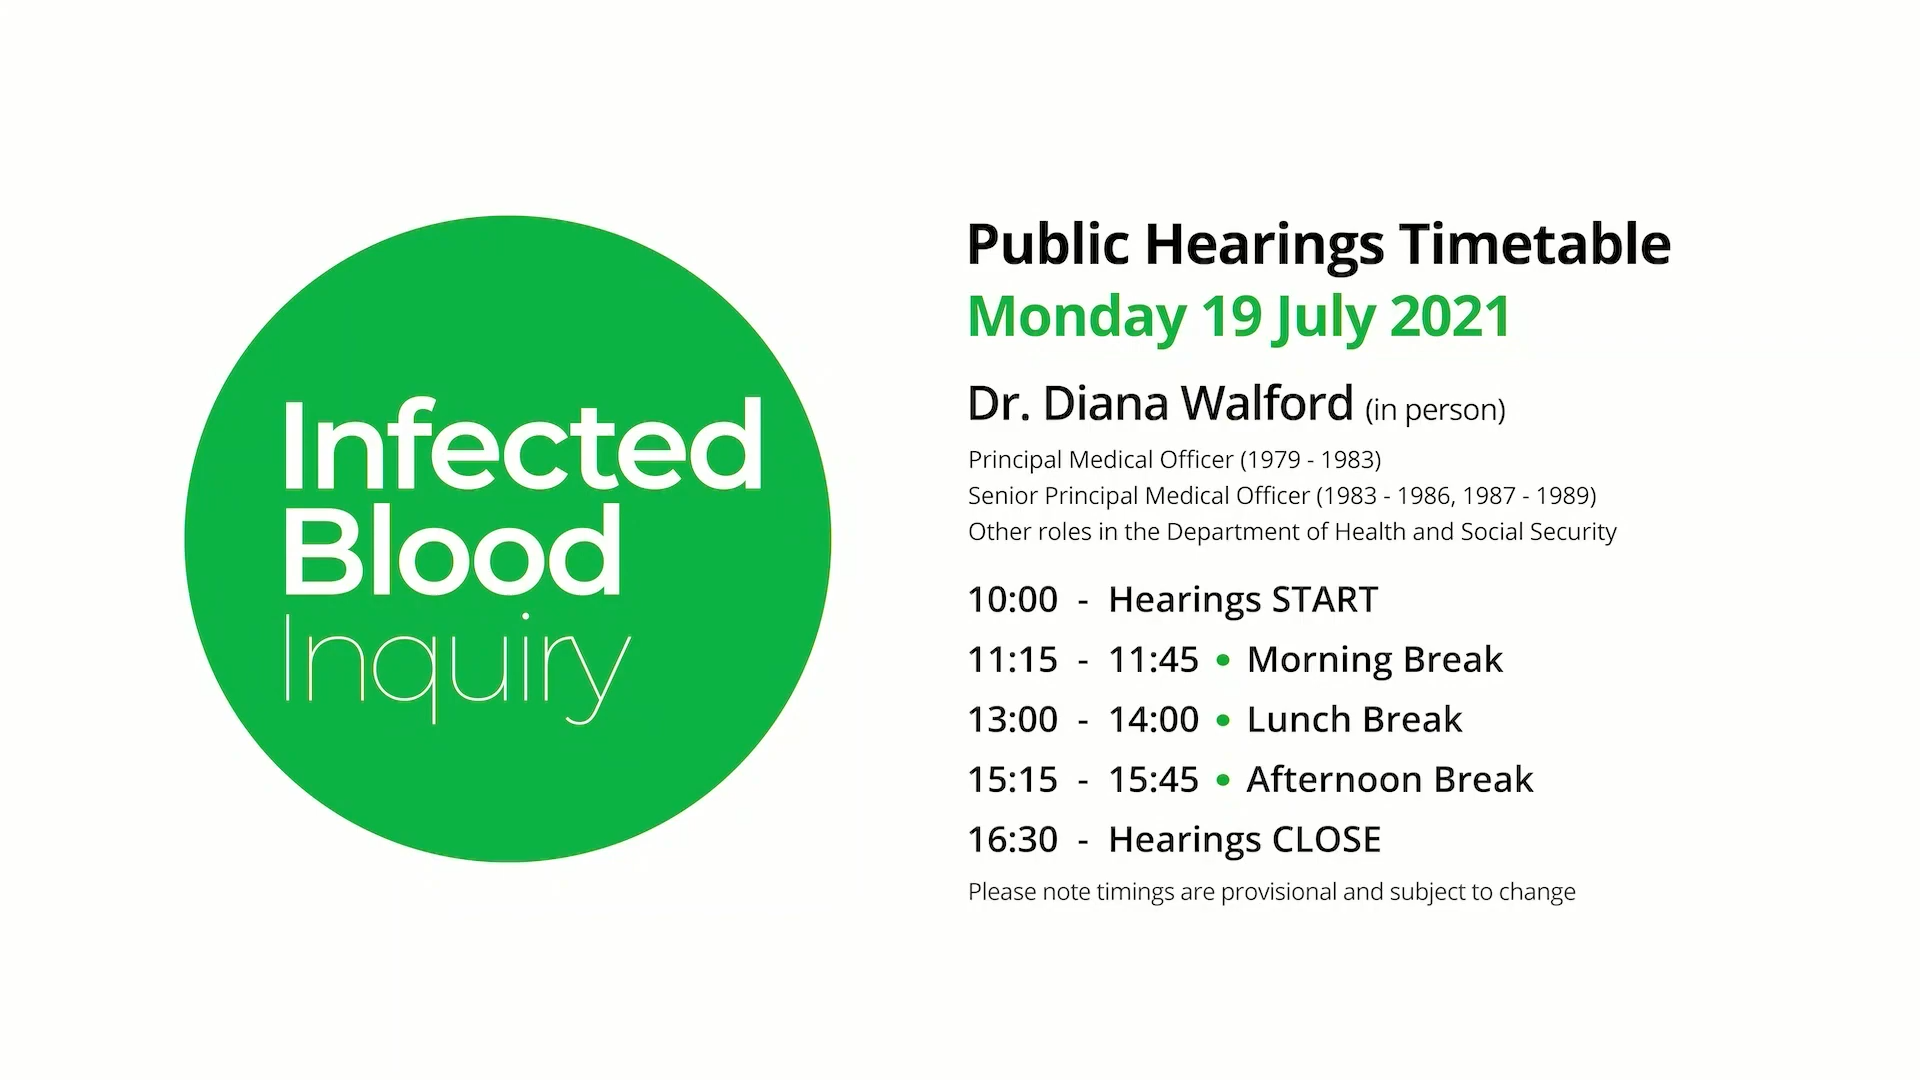 Infected
Blood
Inquiry
Public Hearings Timetable
Monday 19 July 2021
Dr. Diana Walford (in person)
Principal Medical Officer (1979 - 1983)
Senior Principal Medical Officer (1983 - 1986, 1987 - 1989)
Other roles in the Department of Health and Social Security
10:00 - Hearings START
11:15 - 11:45 • Morning Break
13:00 - 14:00 • Lunch Break
15:15 - 15:45 • Afternoon Break
16:30 - Hearings CLOSE
Please note timings are provisional and subject to change